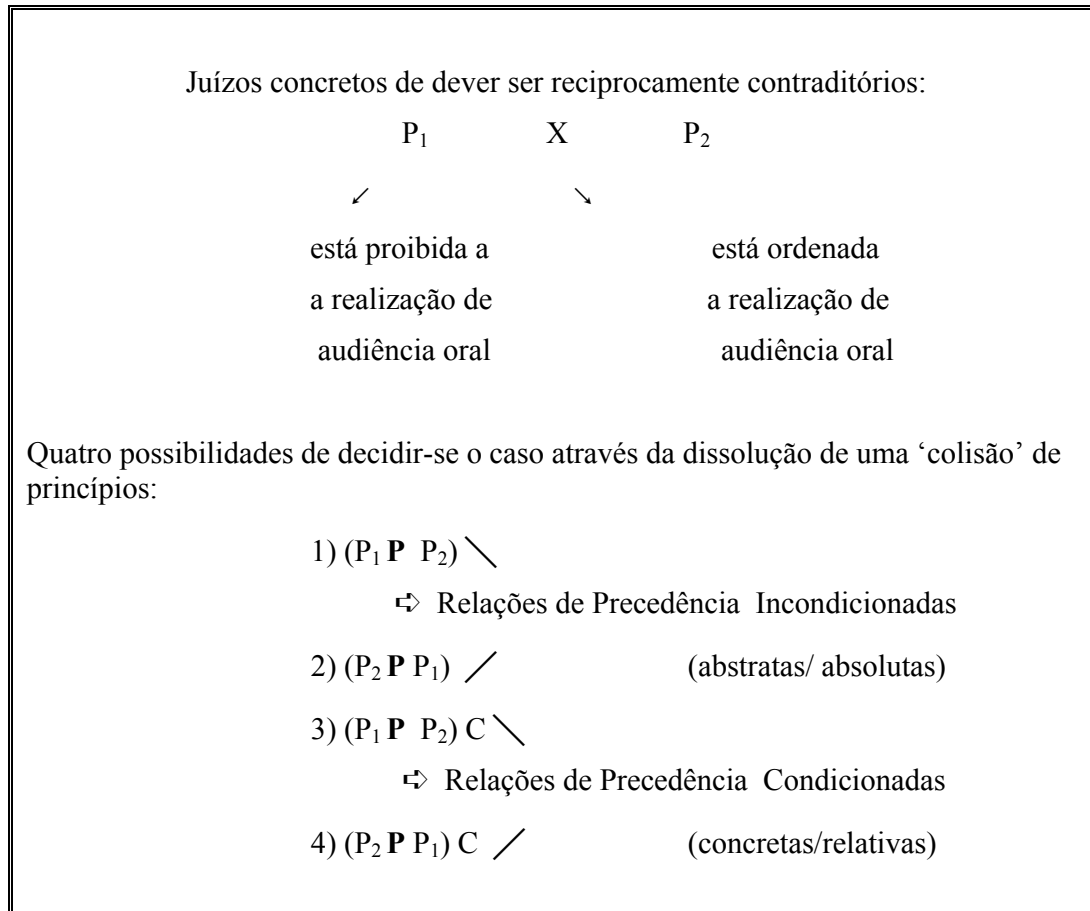 Juízos concretos de dever ser reciprocamente contraditórios:
P₁ X P₂
↙ ↘
está proibida a está ordenada
a realização de a realização de
audiência oral audiência oral
Quatro possibilidades de decidir-se o caso através da dissolução de uma ‘colisão’ de
princípios:
1) (P₁ P P₂) \
➪ Relações de Precedência Incondicionadas
2) (P₂ P P₁) / (abstratas/ absolutas)
3) (P₁ P P₂) C \
➪ Relações de Precedência Condicionadas
4) (P₂ P P₁) C / (concretas/relativas)